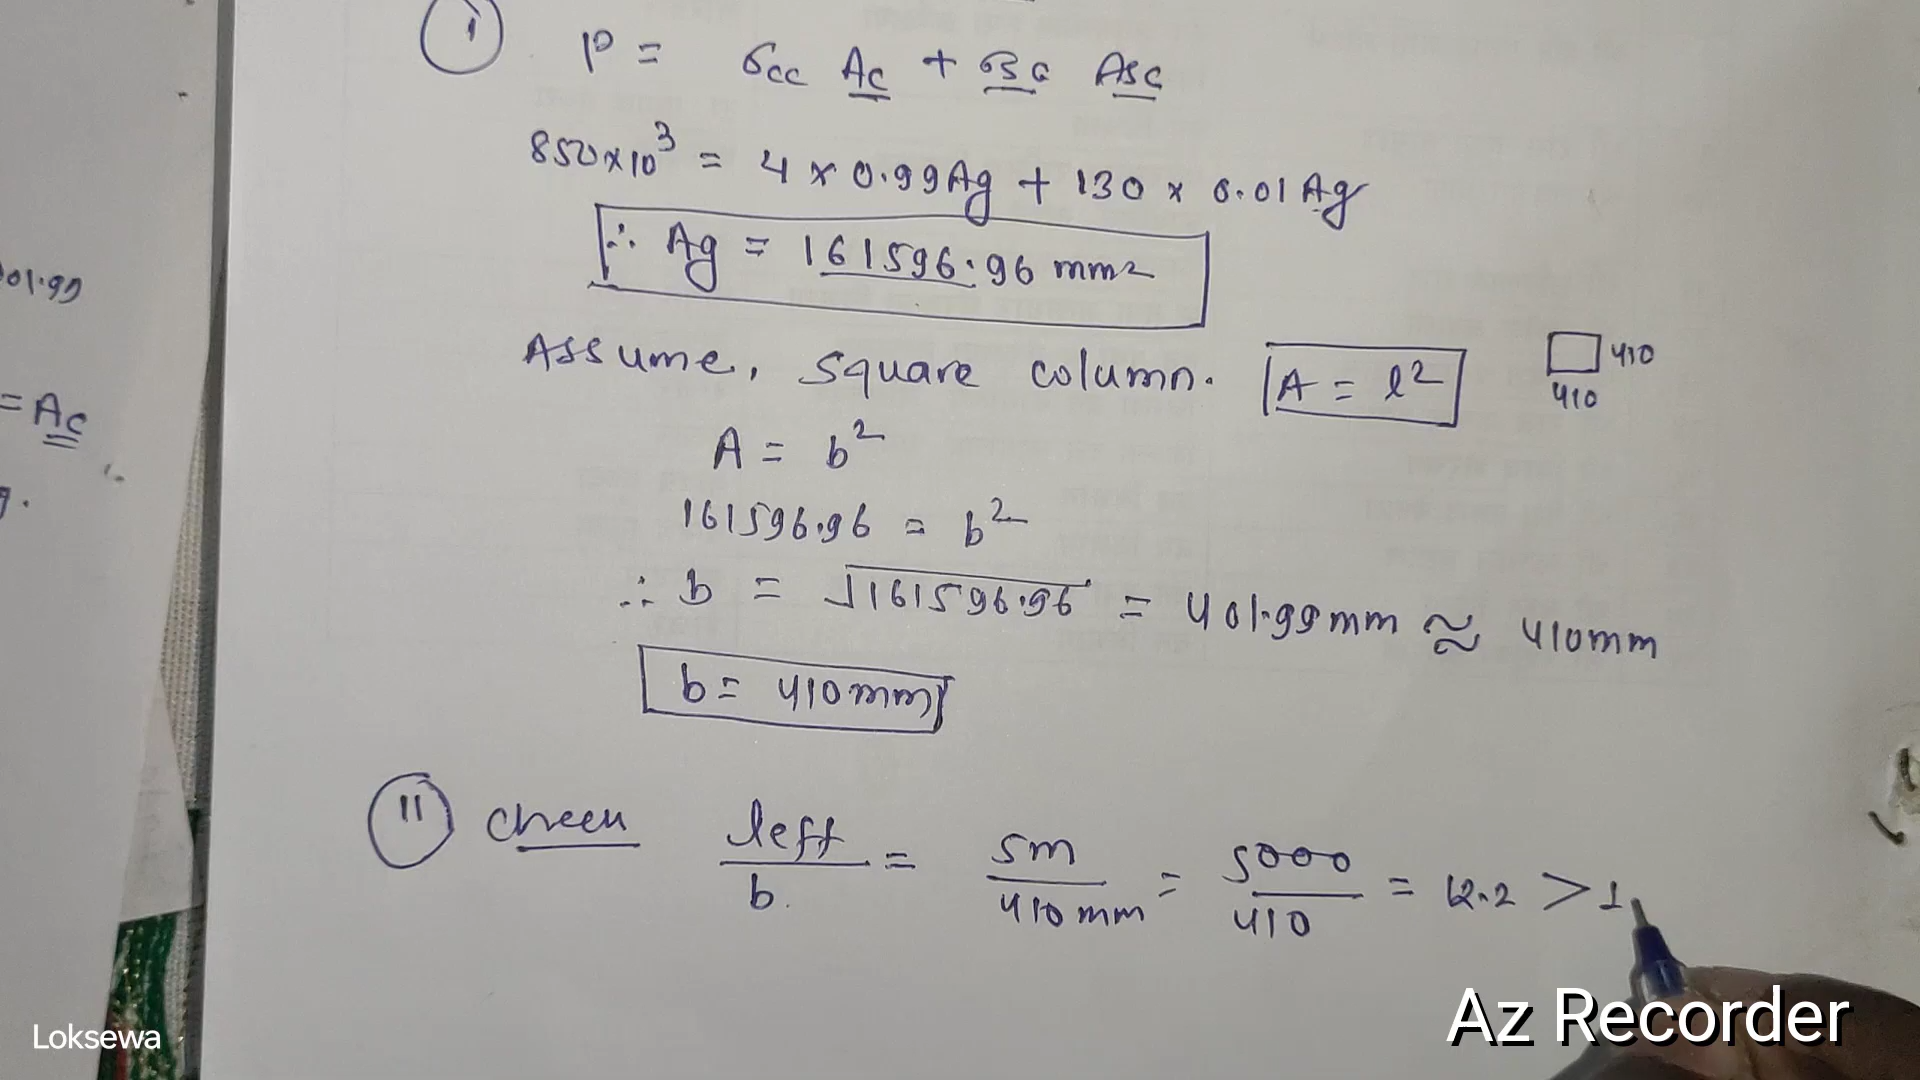 I P = σcc Ac + σsc Asc
850×10³ = 4 × 0.99Ag + 130 × 0.01 Ag
∴ Ag = 161596.96 mm²
Assume, square column. A = l²
410
410
A = b²
161596.96 = b²
∴ b = √161596.96 = 401.99mm ≈ 410mm
b = 410mm
II check leff/b = 5m/410mm = 5000/410 = 12.2 > 1
01.99
= Ac
Loksewa
Az Recorder